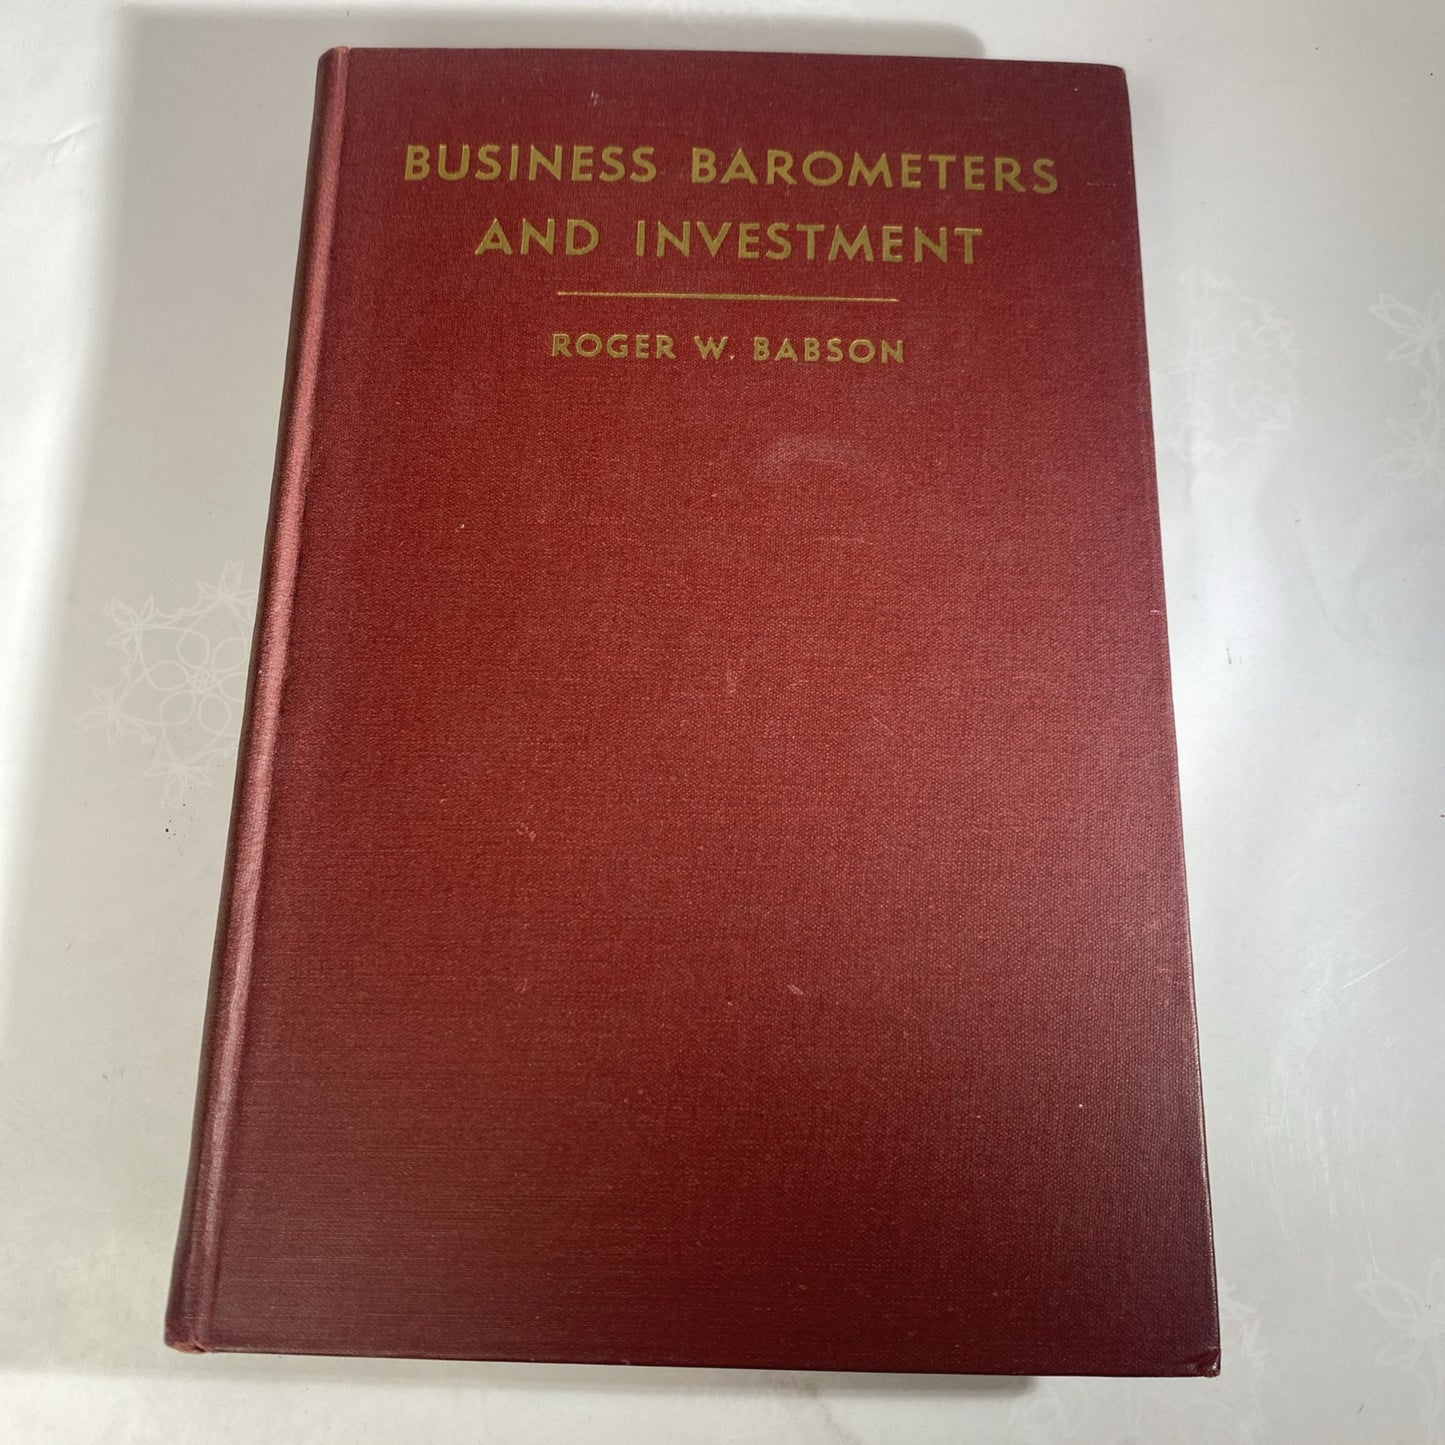 BUSINESS BAROMETERS
AND INVESTMENT
ROGER W. BABSON